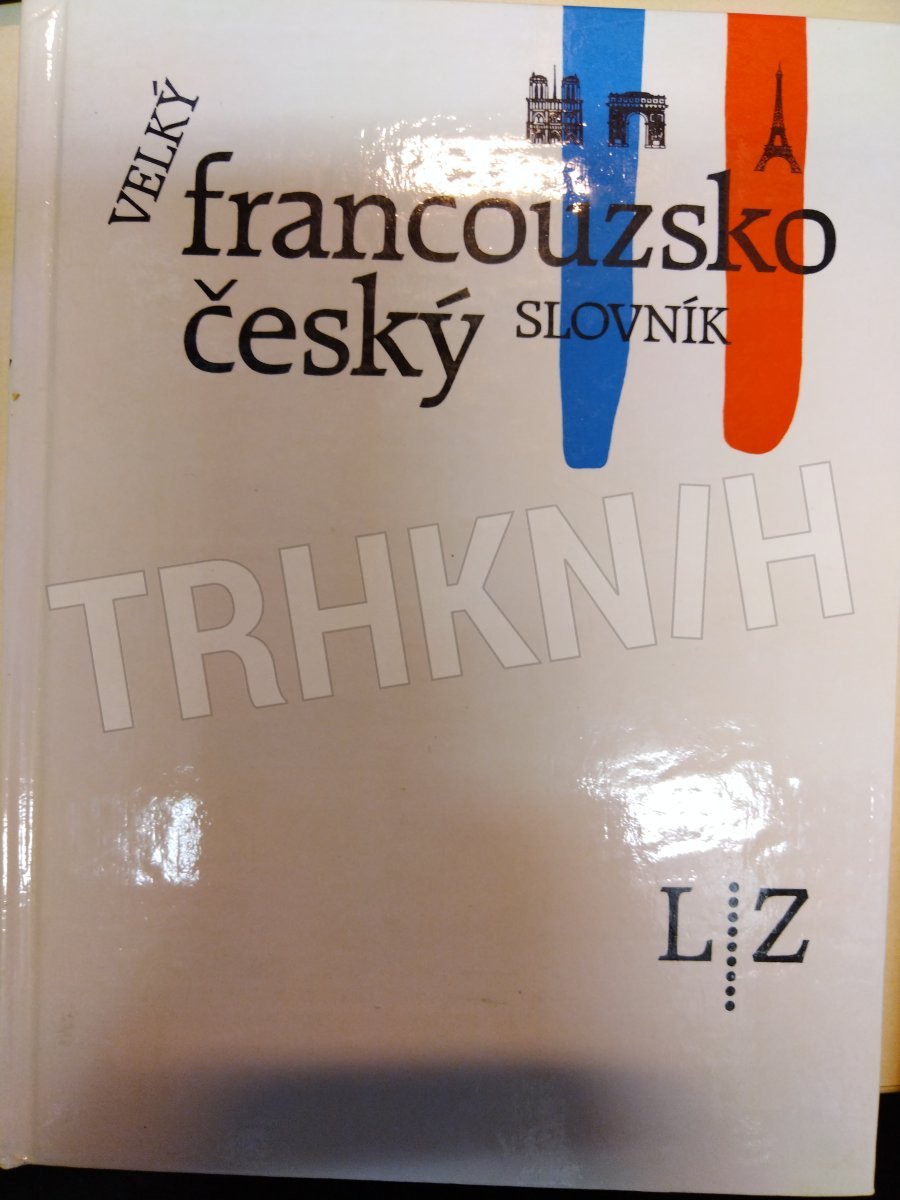 VELKÝ
francouzsko
český SLOVNÍK
TRHKNIH
L Z